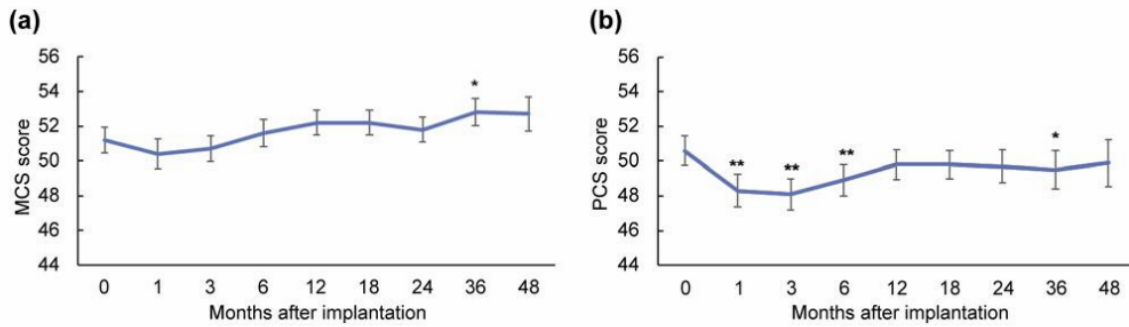 (a)
56
54
52
50
48
46
44
MCS score
*
0 1 3 6 12 18 24 36 48
Months after implantation
(b)
56
54
52
50
48
46
44
PCS score
** ** ** *
0 1 3 6 12 18 24 36 48
Months after implantation